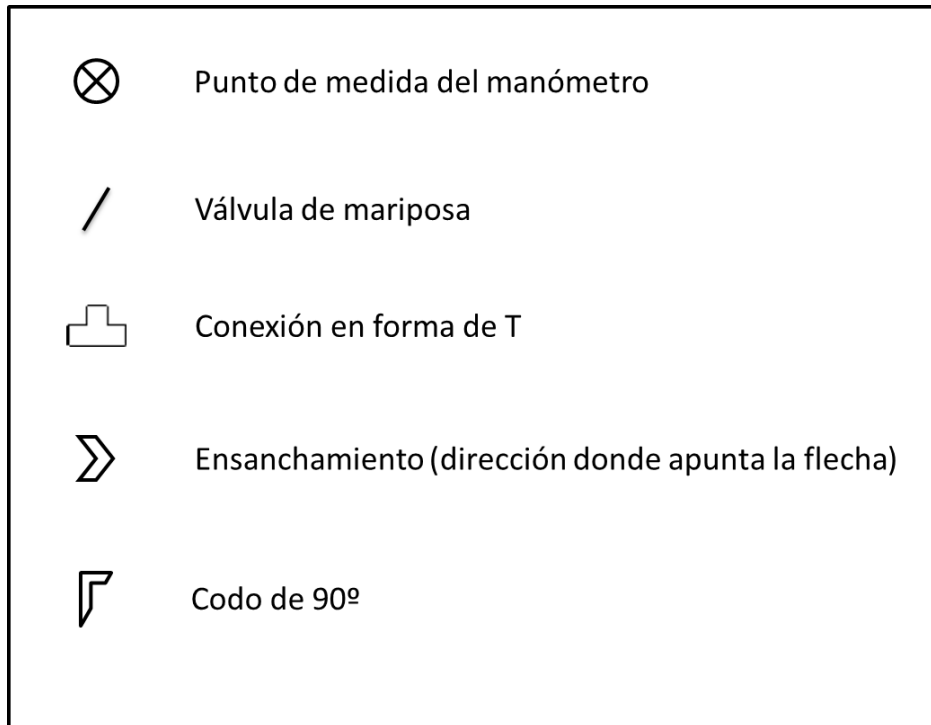 Punto de medida del manómetro
Válvula de mariposa
Conexión en forma de T
Ensanchamiento (dirección donde apunta la flecha)
Codo de 90º